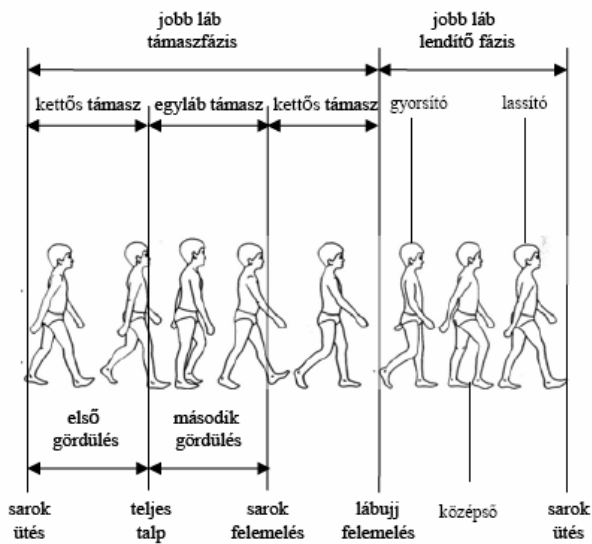 jobb láb
támaszfázis
jobb láb
lendítő fázis
kettős támasz
egyláb támasz
kettős támasz
gyorsító
lassító
első
gördülés
második
gördülés
sarok
ütés
teljes
talp
sarok
felemelés
lábujj
felemelés
középső
sarok
ütés